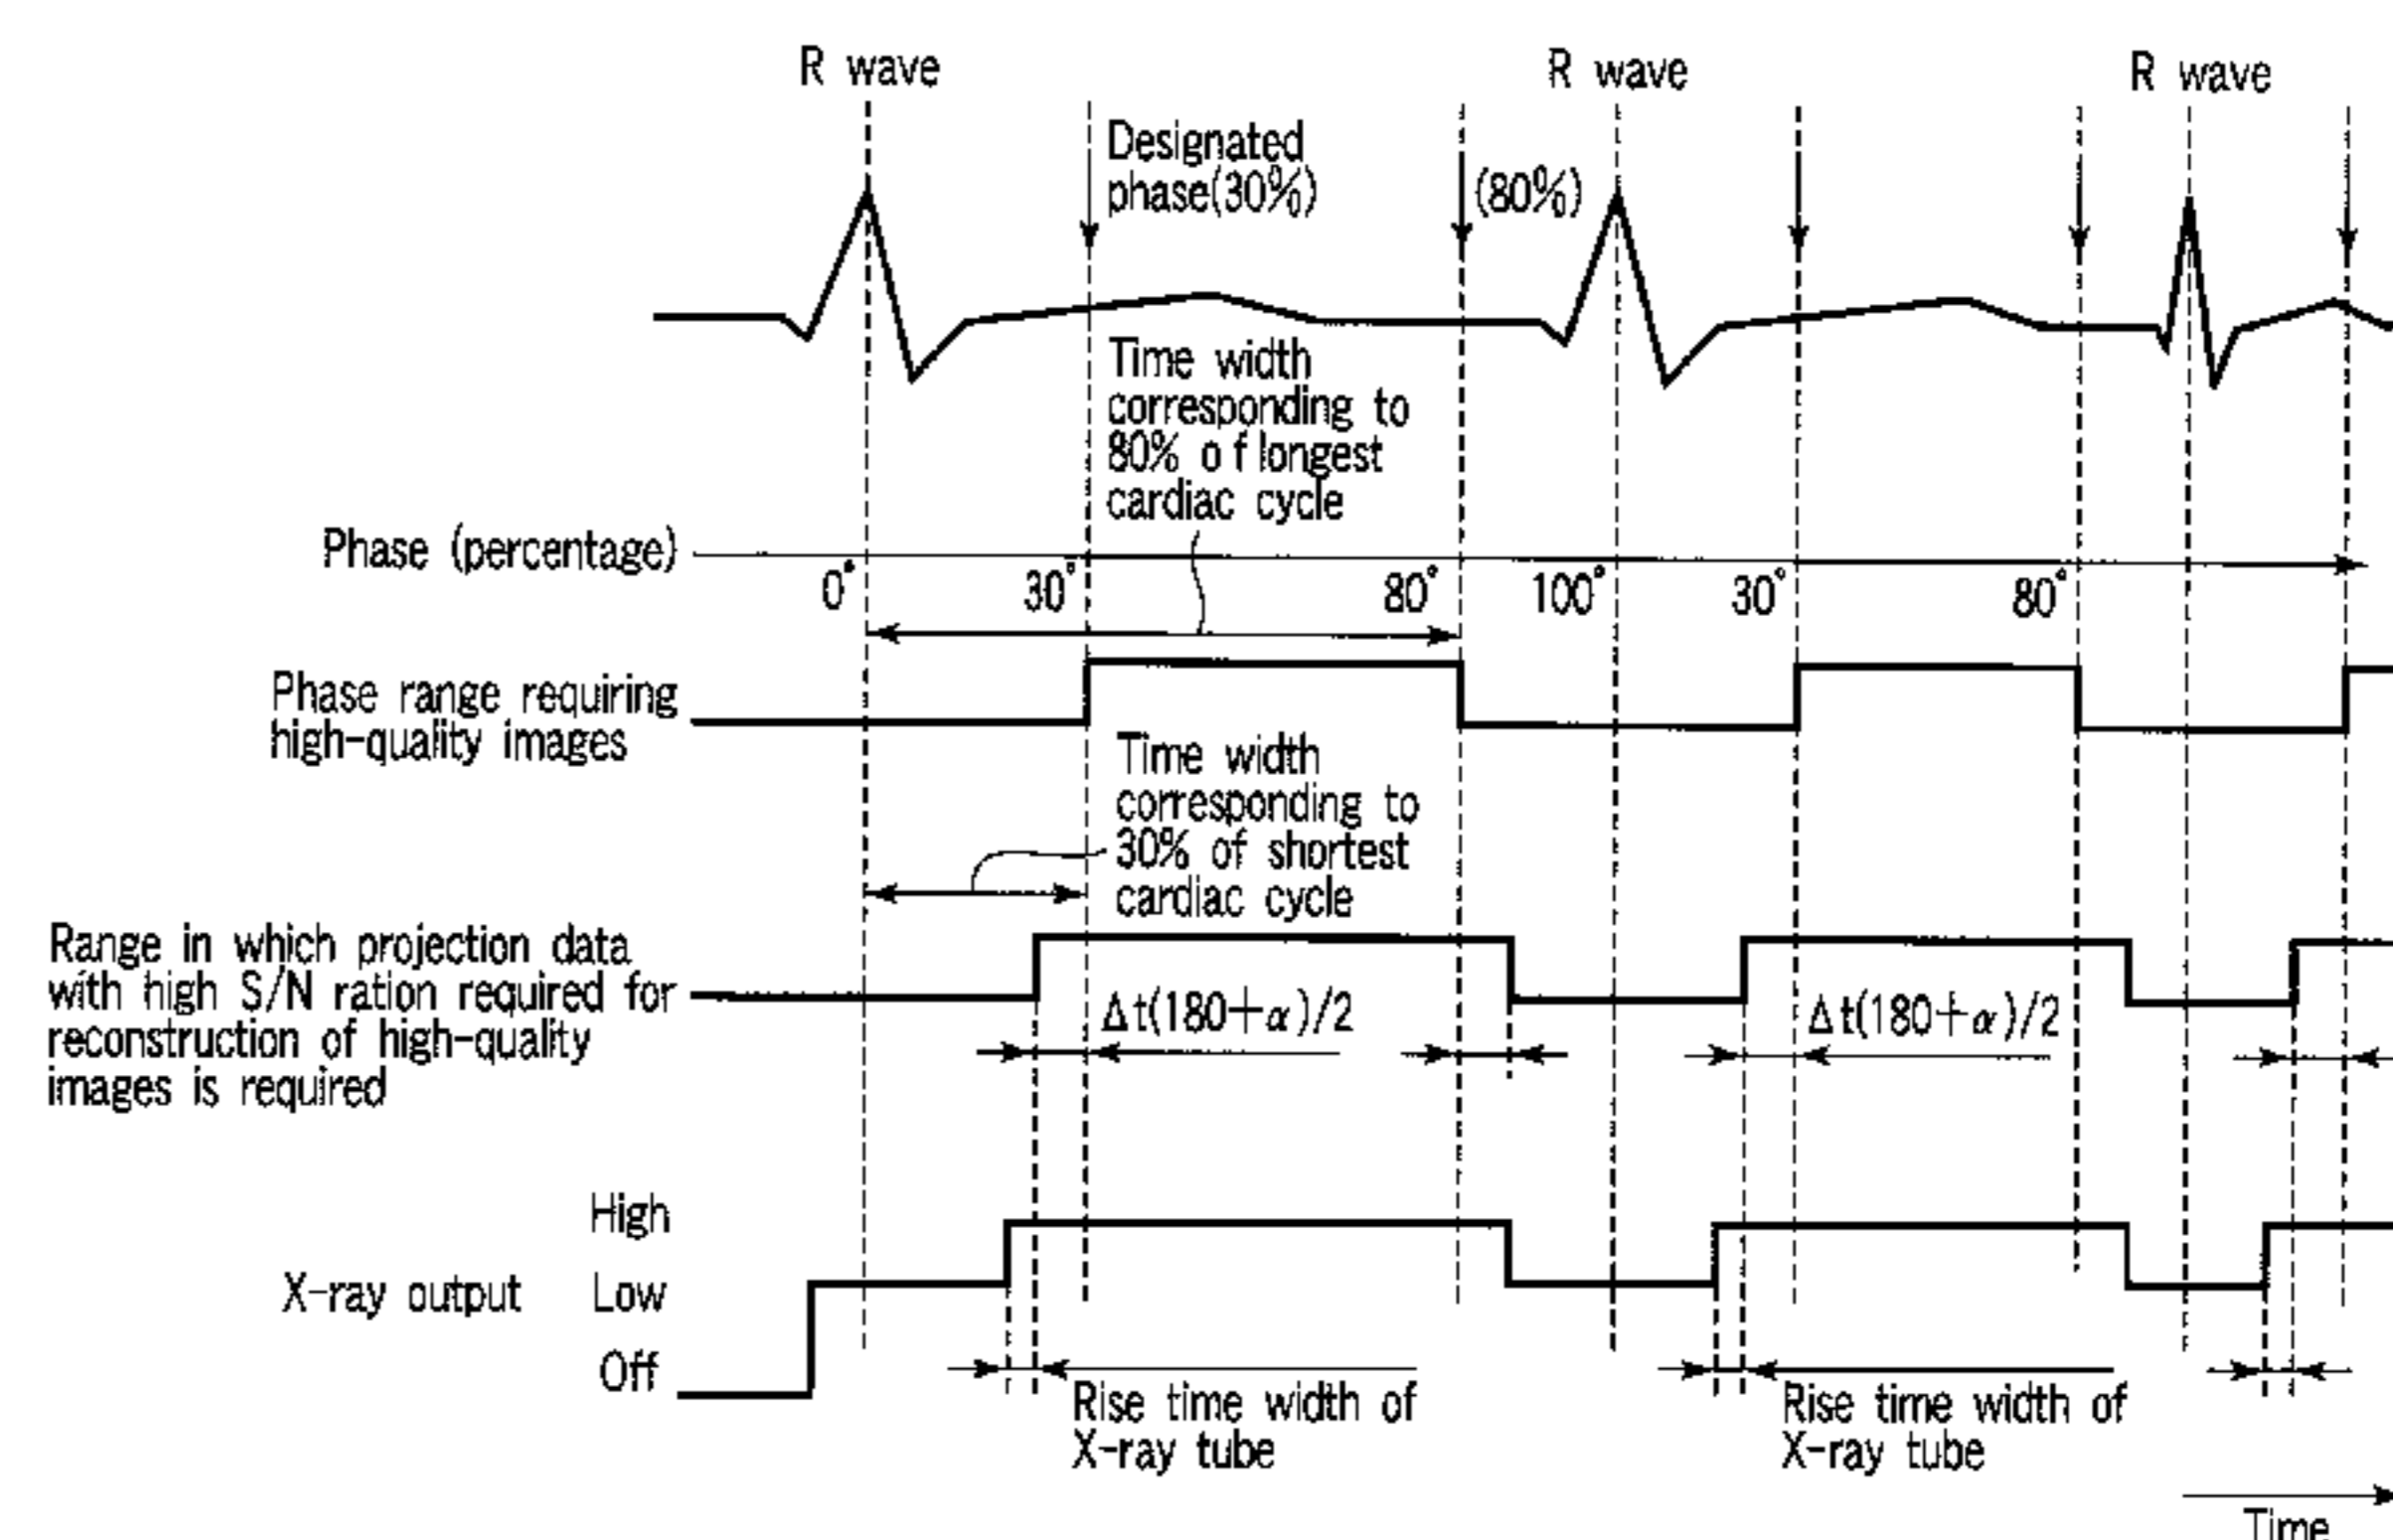 R wave
R wave
R wave
Designated
phase(30%)
(80%)
Time width
corresponding to
80% of longest
cardiac cycle
Phase (percentage)
0°
30°
80°
100°
30°
80°
Phase range requiring
high-quality images
Time width
corresponding to
30% of shortest
cardiac cycle
Range in which projection data
with high S/N ration required for
reconstruction of high-quality
images is required
Δt(180+α)/2
Δt(180+α)/2
High
X-ray output Low
Off
Rise time width of
X-ray tube
Rise time width of
X-ray tube
Time